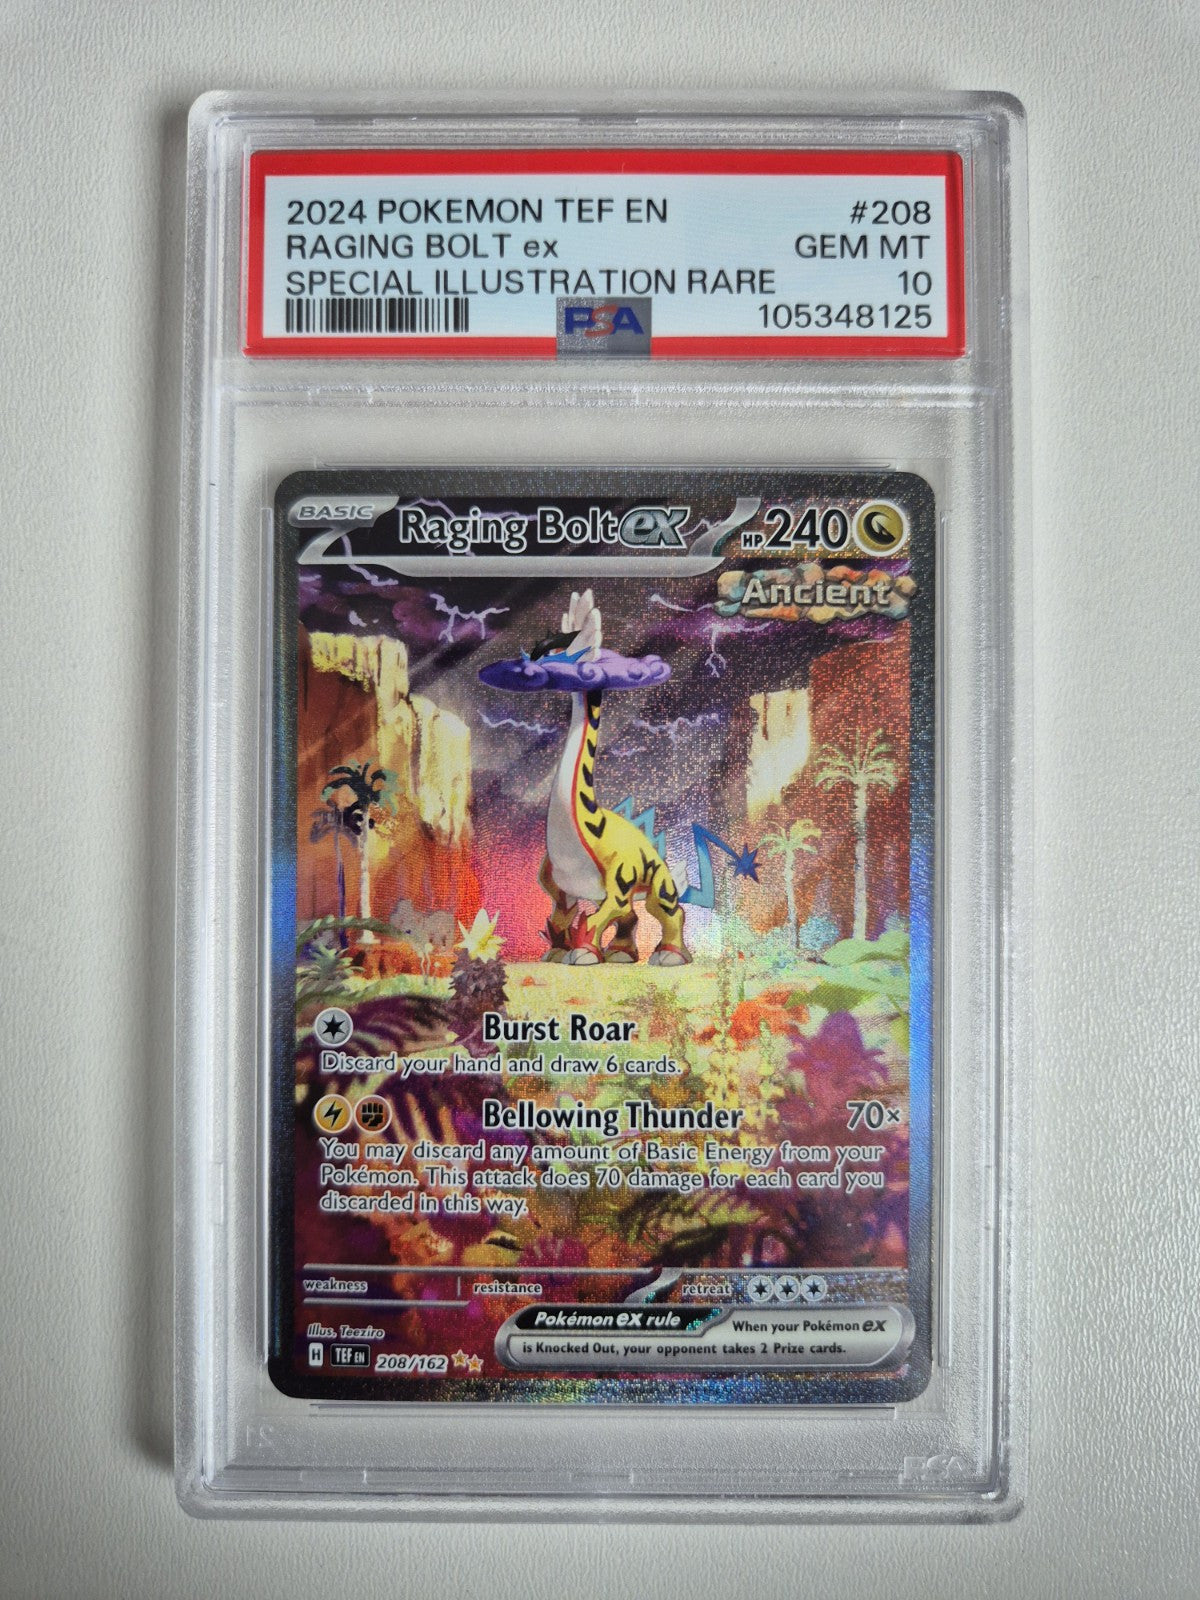 2024 POKEMON TEF EN #208
RAGING BOLT ex GEM MT
SPECIAL ILLUSTRATION RARE 10
PSA 105348125
BASIC Raging Bolt ex HP 240
Ancient
Burst Roar
Discard your hand and draw 6 cards.
Bellowing Thunder 70×
You may discard any amount of Basic Energy from your
Pokémon. This attack does 70 damage for each card you
discarded in this way.
weakness resistance retreat
Pokémon ex rule When your Pokémon ex
is Knocked Out, your opponent takes 2 Prize cards.
Illus. Teeziro
H TEF EN 208/162
PSA